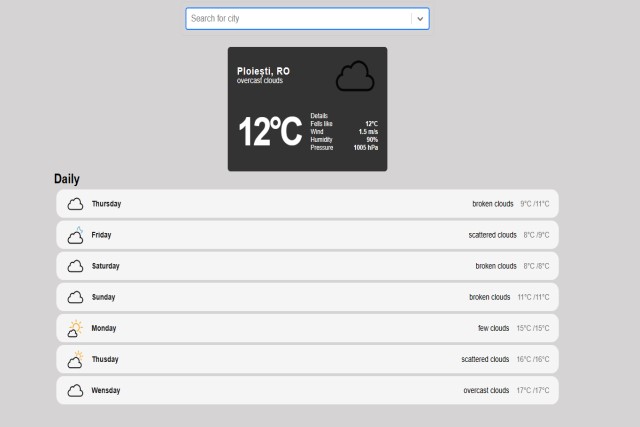 Search for city
Ploiești, RO
overcast clouds
12°C
Details
Fells like 12°C
Wind 1.5 m/s
Humidity 90%
Pressure 1005 hPa
Daily
Thursday broken clouds 9°C /11°C
Friday scattered clouds 8°C /9°C
Saturday broken clouds 8°C /8°C
Sunday broken clouds 11°C /11°C
Monday few clouds 15°C /15°C
Thusday scattered clouds 16°C /16°C
Wensday overcast clouds 17°C /17°C